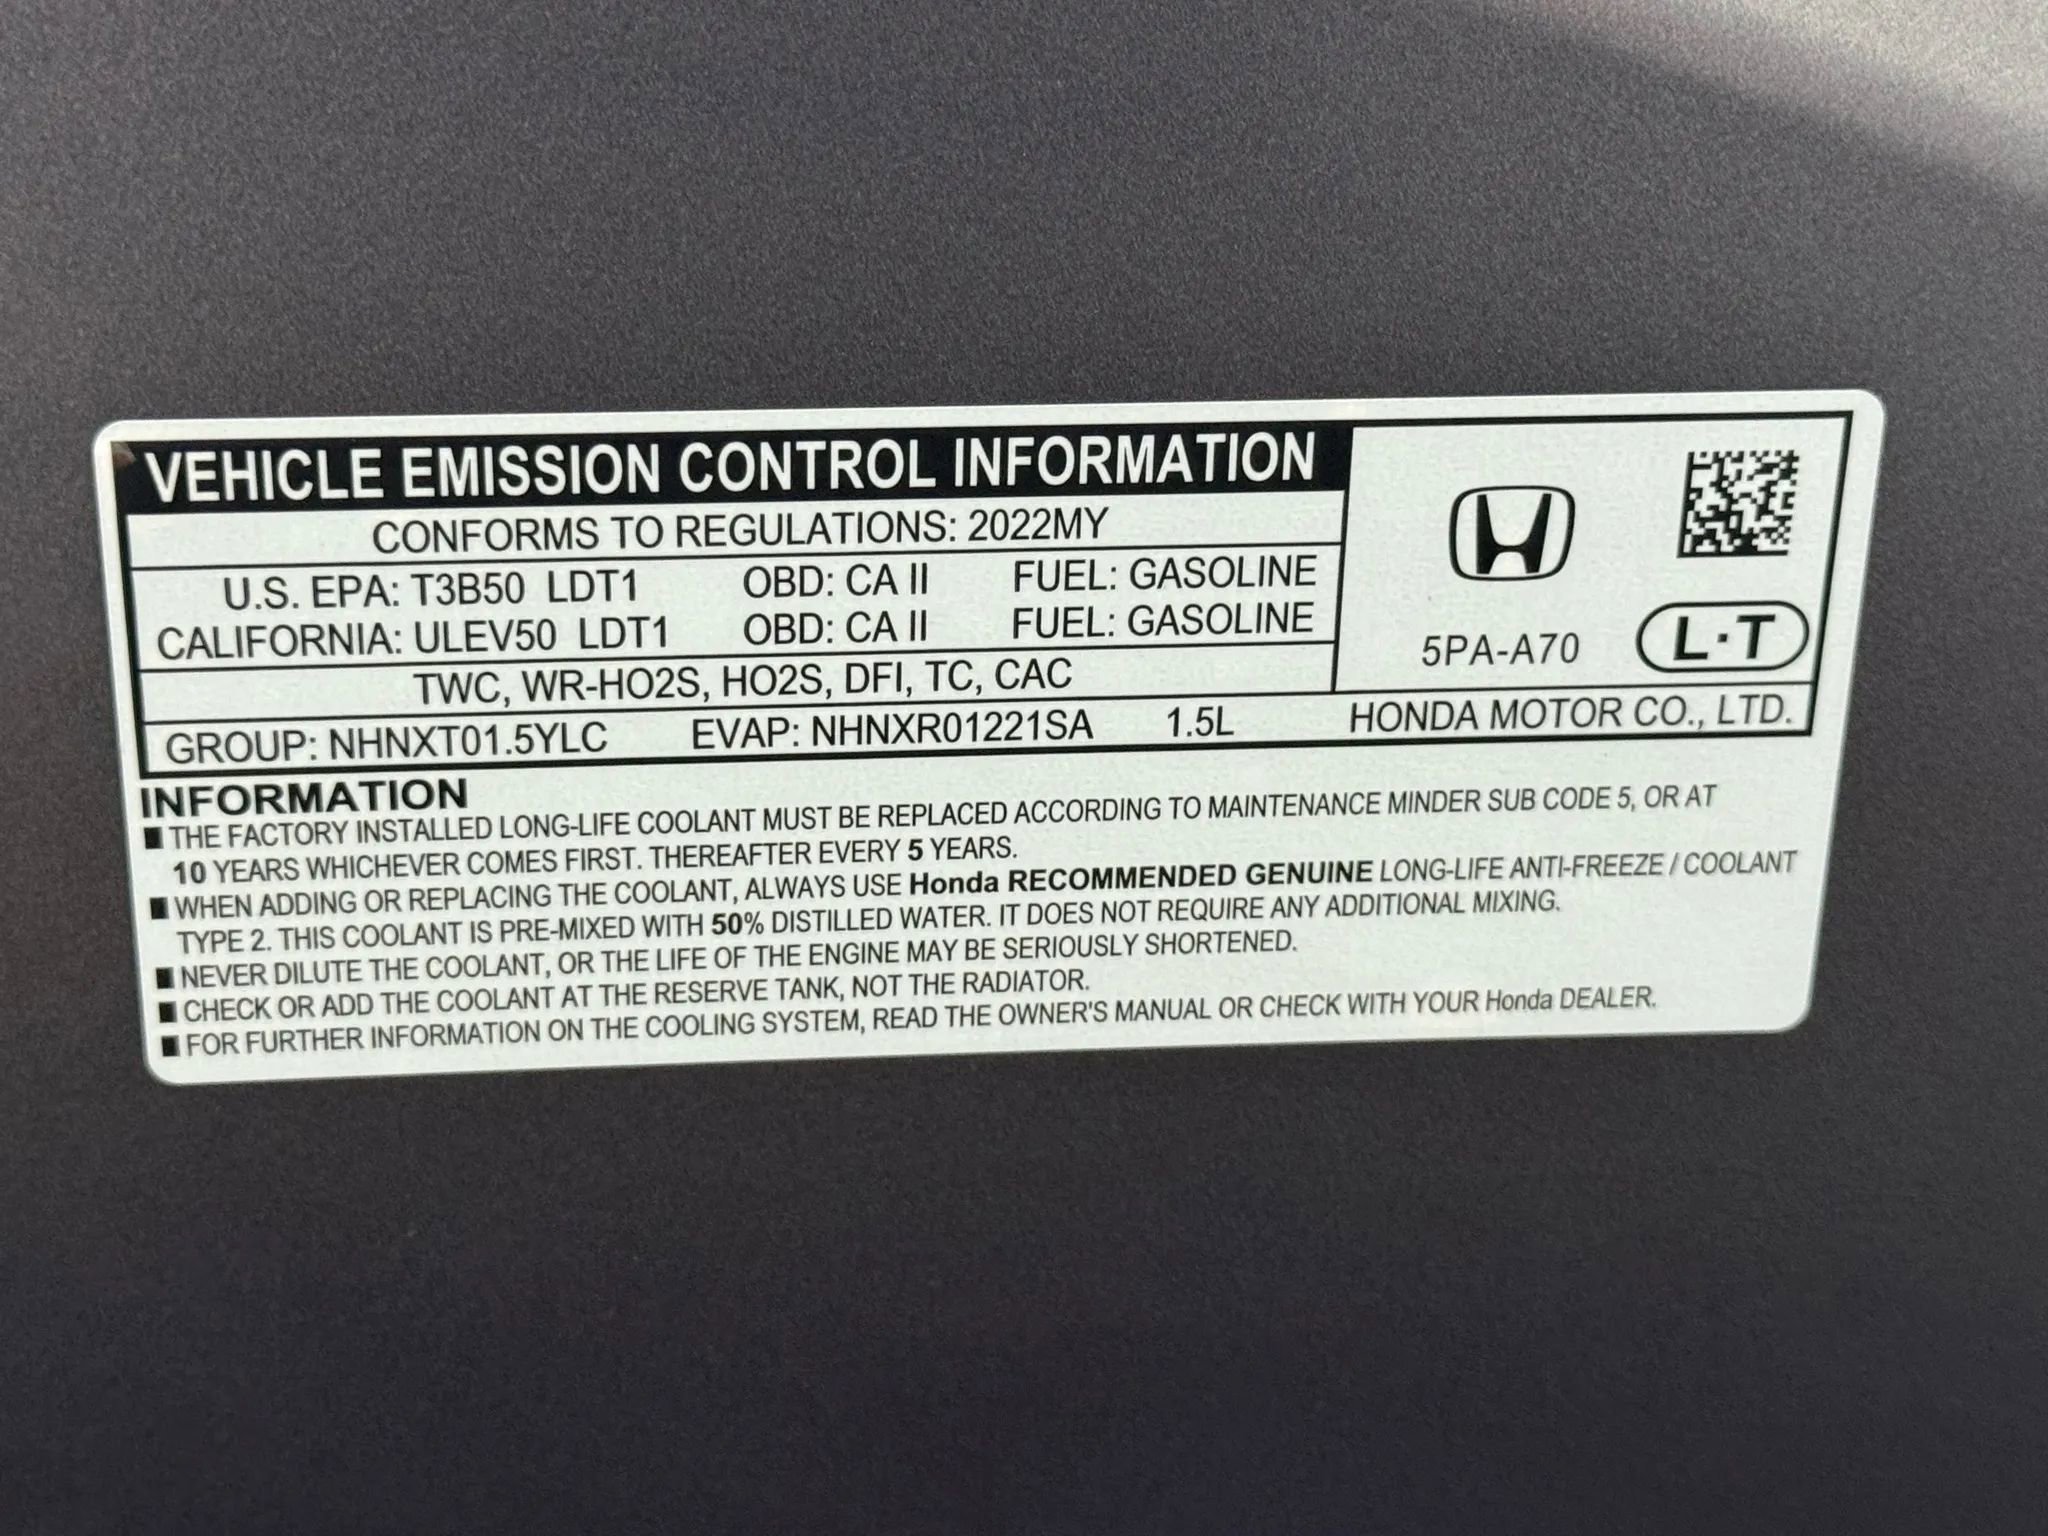 VEHICLE EMISSION CONTROL INFORMATION
CONFORMS TO REGULATIONS: 2022MY
U.S. EPA: T3B50 LDT1 OBD: CA II FUEL: GASOLINE
CALIFORNIA: ULEV50 LDT1 OBD: CA II FUEL: GASOLINE
TWC, WR-HO2S, HO2S, DFI, TC, CAC
5PA-A70 L·T
GROUP: NHNXT01.5YLC EVAP: NHNXR01221SA 1.5L HONDA MOTOR CO., LTD.
INFORMATION
■ THE FACTORY INSTALLED LONG-LIFE COOLANT MUST BE REPLACED ACCORDING TO MAINTENANCE MINDER SUB CODE 5, OR AT
10 YEARS WHICHEVER COMES FIRST. THEREAFTER EVERY 5 YEARS.
■ WHEN ADDING OR REPLACING THE COOLANT, ALWAYS USE Honda RECOMMENDED GENUINE LONG-LIFE ANTI-FREEZE / COOLANT
TYPE 2. THIS COOLANT IS PRE-MIXED WITH 50% DISTILLED WATER. IT DOES NOT REQUIRE ANY ADDITIONAL MIXING.
■ NEVER DILUTE THE COOLANT, OR THE LIFE OF THE ENGINE MAY BE SERIOUSLY SHORTENED.
■ CHECK OR ADD THE COOLANT AT THE RESERVE TANK, NOT THE RADIATOR.
■ FOR FURTHER INFORMATION ON THE COOLING SYSTEM, READ THE OWNER'S MANUAL OR CHECK WITH YOUR Honda DEALER.